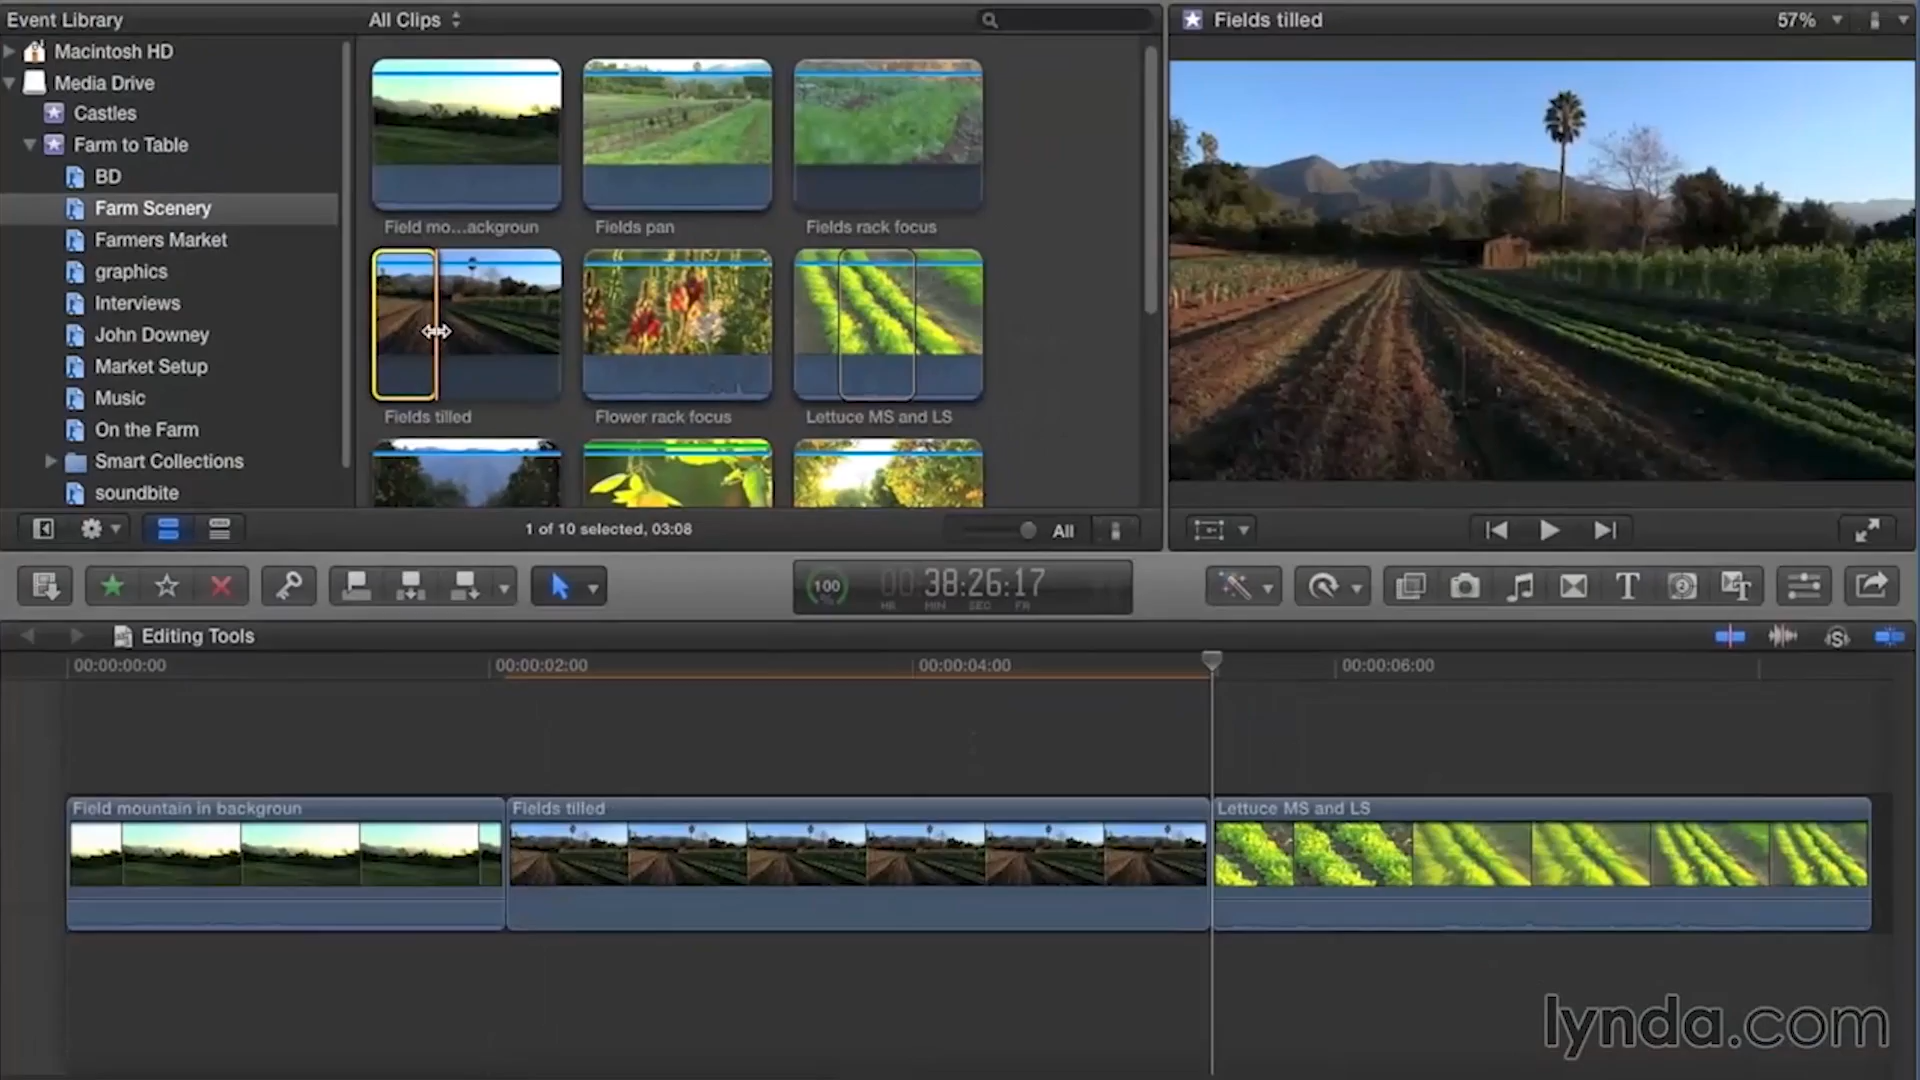 Event Library
All Clips
Fields tilled
57%
Macintosh HD
Media Drive
Castles
Farm to Table
BD
Farm Scenery
Farmers Market
graphics
Interviews
John Downey
Market Setup
Music
On the Farm
Smart Collections
soundbite
Field mo...ackgroun
Fields pan
Fields rack focus
Fields tilled
Flower rack focus
Lettuce MS and LS
1 of 10 selected, 03:08
All
100
%
00:38:26:17
HR MIN SEC FR
Editing Tools
00:00:00:00
00:00:02:00
00:00:04:00
00:00:06:00
Field mountain in backgroun
Fields tilled
Lettuce MS and LS
lynda.com